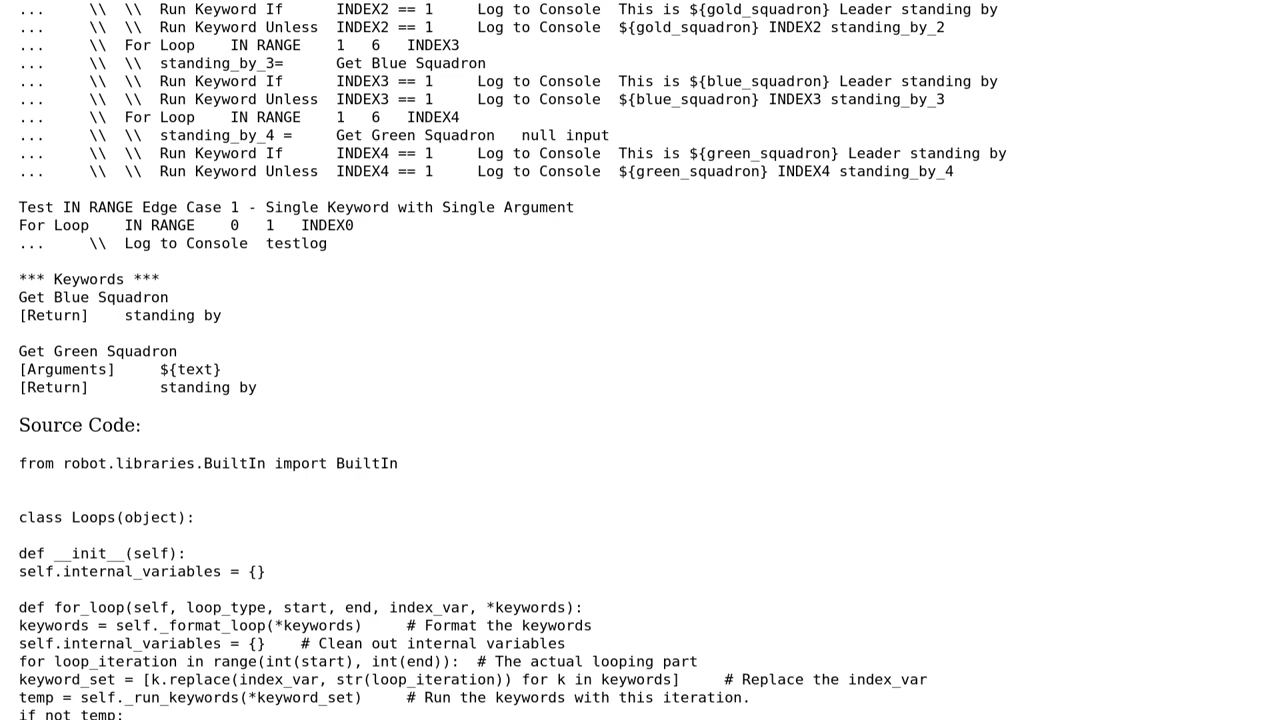 ...     \\  \\  Run Keyword If      INDEX2 == 1     Log to Console  This is ${gold_squadron} Leader standing by
...     \\  \\  Run Keyword Unless  INDEX2 == 1     Log to Console  ${gold_squadron} INDEX2 standing_by_2
...     \\  For Loop    IN RANGE    1   6   INDEX3
...     \\  \\  standing_by_3=      Get Blue Squadron
...     \\  \\  Run Keyword If      INDEX3 == 1     Log to Console  This is ${blue_squadron} Leader standing by
...     \\  \\  Run Keyword Unless  INDEX3 == 1     Log to Console  ${blue_squadron} INDEX3 standing_by_3
...     \\  For Loop    IN RANGE    1   6   INDEX4
...     \\  \\  standing_by_4 =     Get Green Squadron   null input
...     \\  \\  Run Keyword If      INDEX4 == 1     Log to Console  This is ${green_squadron} Leader standing by
...     \\  \\  Run Keyword Unless  INDEX4 == 1     Log to Console  ${green_squadron} INDEX4 standing_by_4

Test IN RANGE Edge Case 1 - Single Keyword with Single Argument
For Loop    IN RANGE    0   1   INDEX0
...     \\  Log to Console  testlog

*** Keywords ***
Get Blue Squadron
[Return]    standing by

Get Green Squadron
[Arguments]     ${text}
[Return]        standing by

Source Code:

from robot.libraries.BuiltIn import BuiltIn

class Loops(object):

def __init__(self):
self.internal_variables = {}

def for_loop(self, loop_type, start, end, index_var, *keywords):
keywords = self._format_loop(*keywords)     # Format the keywords
self.internal_variables = {}    # Clean out internal variables
for loop_iteration in range(int(start), int(end)):  # The actual looping part
keyword_set = [k.replace(index_var, str(loop_iteration)) for k in keywords]     # Replace the index_var
temp = self._run_keywords(*keyword_set)     # Run the keywords with this iteration.
if not temp: